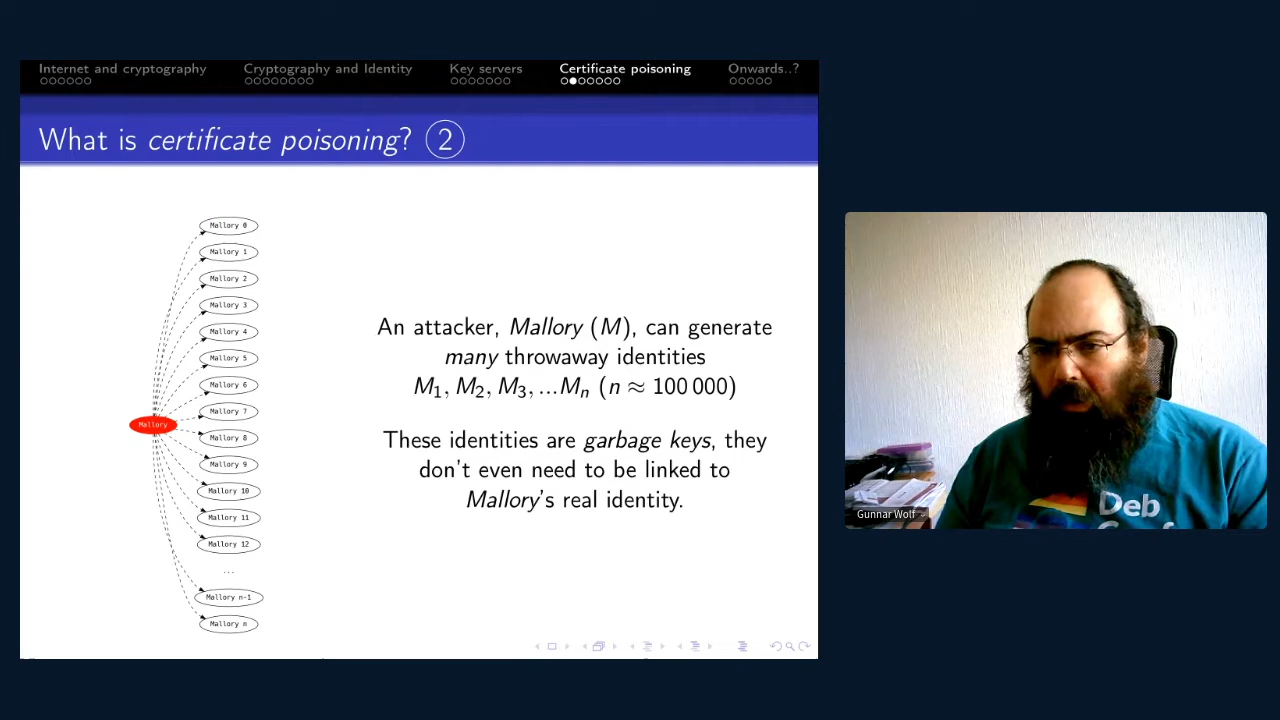 Internet and cryptography
Cryptography and Identity
Key servers
Certificate poisoning
Onwards..?
What is certificate poisoning? 2
Mallory 0
Mallory 1
Mallory 2
Mallory 3
Mallory 4
Mallory 5
Mallory 6
Mallory 7
Mallory
Mallory 8
Mallory 9
Mallory 10
Mallory 11
Mallory 12
...
Mallory n-1
Mallory n
An attacker, Mallory (M), can generate
many throwaway identities
M₁, M₂, M₃, ...Mₙ (n ≈ 100 000)
These identities are garbage keys, they
don't even need to be linked to
Mallory's real identity.
Deb
Gunnar Wolf